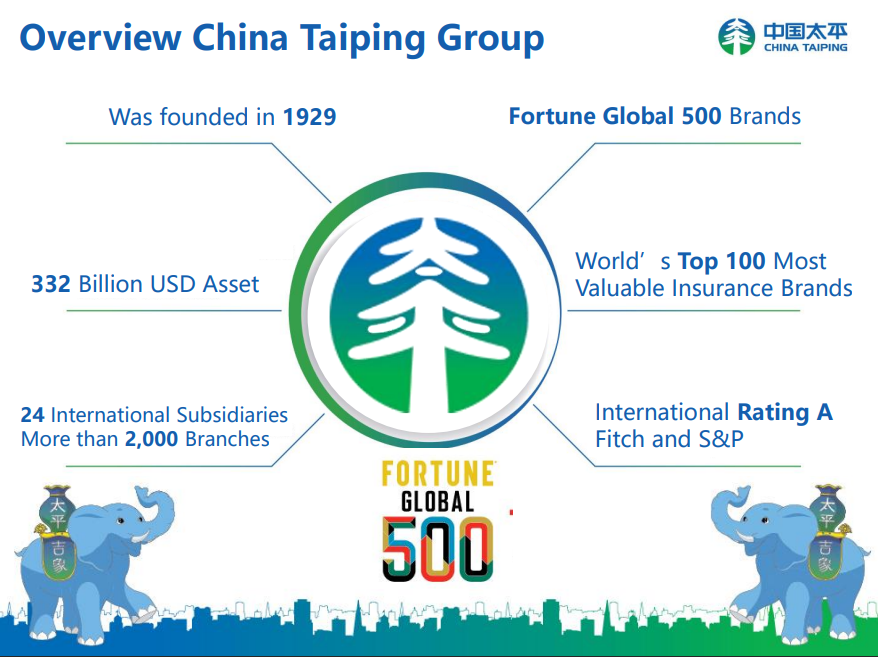 Overview China Taiping Group
中国太平
CHINA TAIPING
Was founded in 1929
Fortune Global 500 Brands
332 Billion USD Asset
World’s Top 100 Most
Valuable Insurance Brands
24 International Subsidiaries
More than 2,000 Branches
International Rating A
Fitch and S&P
FORTUNE
GLOBAL
500
太平
吉象
太平
吉象